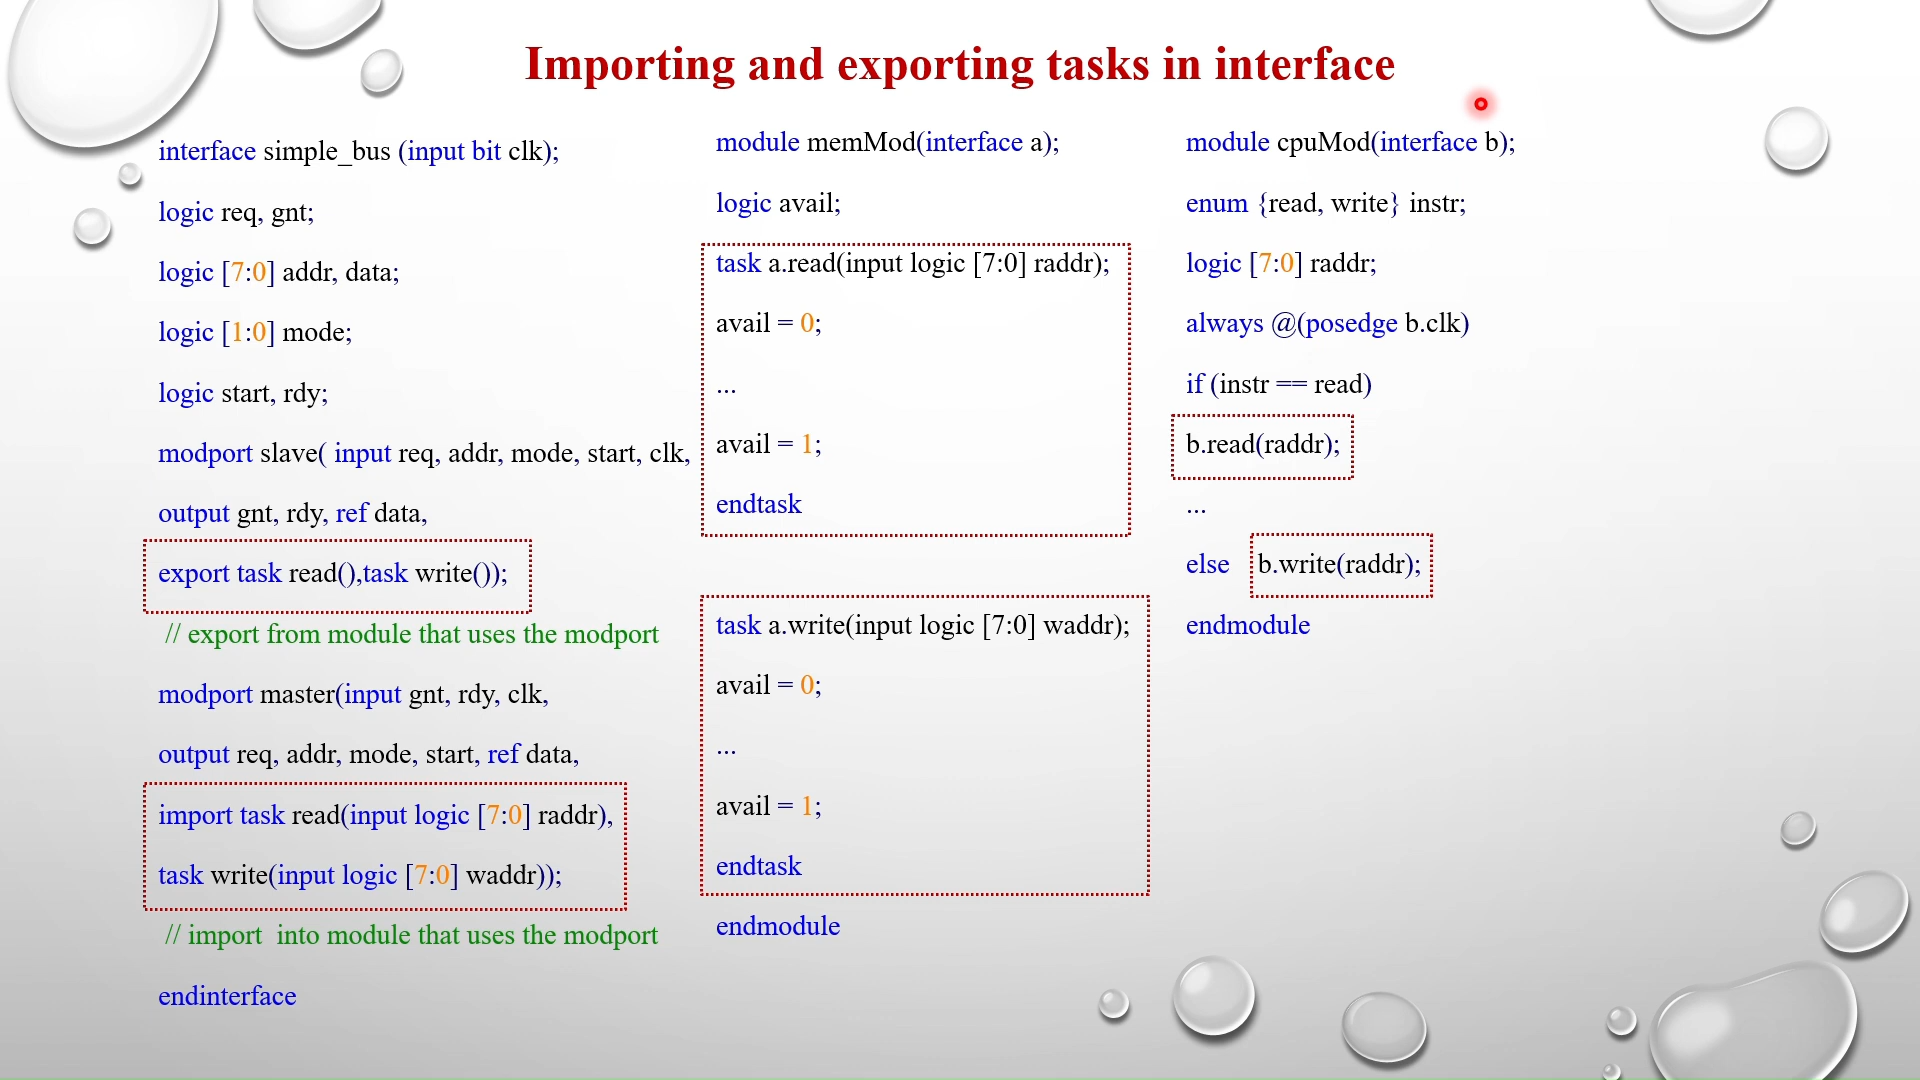 Importing and exporting tasks in interface
interface simple_bus (input bit clk);
logic req, gnt;
logic [7:0] addr, data;
logic [1:0] mode;
logic start, rdy;
modport slave( input req, addr, mode, start, clk,
output gnt, rdy, ref data,
export task read(),task write());
// export from module that uses the modport
modport master(input gnt, rdy, clk,
output req, addr, mode, start, ref data,
import task read(input logic [7:0] raddr),
task write(input logic [7:0] waddr));
// import  into module that uses the modport
endinterface
module memMod(interface a);
logic avail;
task a.read(input logic [7:0] raddr);
avail = 0;
...
avail = 1;
endtask
task a.write(input logic [7:0] waddr);
avail = 0;
...
avail = 1;
endtask
endmodule
module cpuMod(interface b);
enum {read, write} instr;
logic [7:0] raddr;
always @(posedge b.clk)
if (instr == read)
b.read(raddr);
...
else b.write(raddr);
endmodule